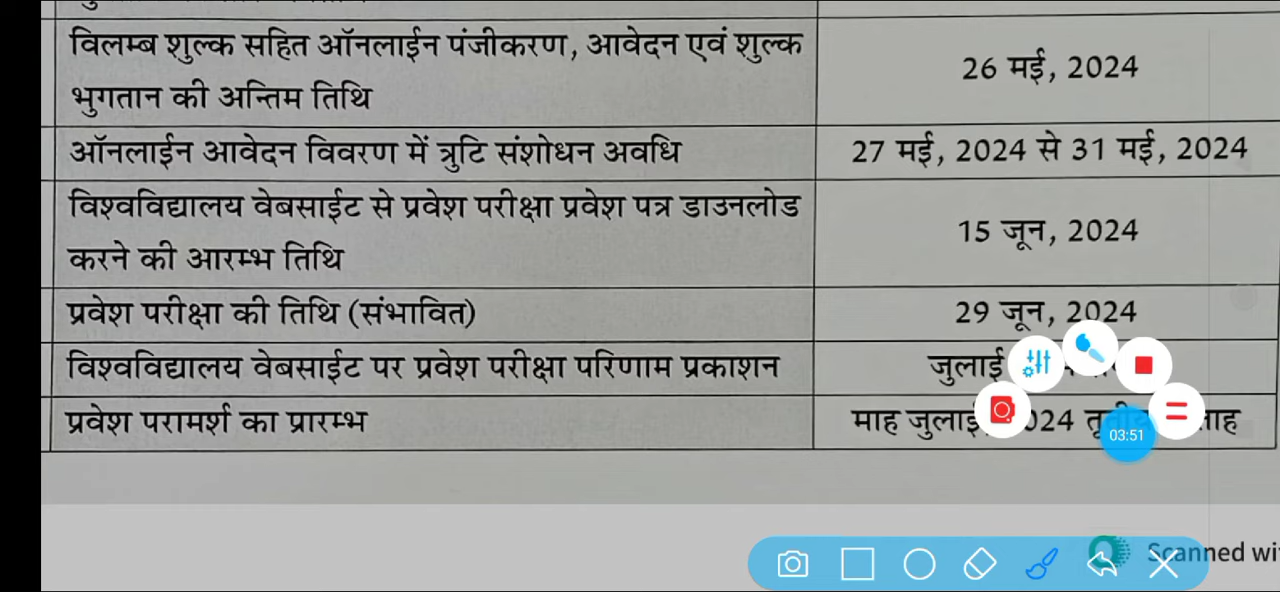 विलम्ब शुल्क सहित ऑनलाईन पंजीकरण, आवेदन एवं शुल्क
भुगतान की अन्तिम तिथि
26 मई, 2024
ऑनलाईन आवेदन विवरण में त्रुटि संशोधन अवधि
27 मई, 2024 से 31 मई, 2024
विश्वविद्यालय वेबसाईट से प्रवेश परीक्षा प्रवेश पत्र डाउनलोड
करने की आरम्भ तिथि
15 जून, 2024
प्रवेश परीक्षा की तिथि (संभावित)
29 जून, 2024
विश्वविद्यालय वेबसाईट पर प्रवेश परीक्षा परिणाम प्रकाशन
जुलाई
प्रवेश परामर्श का प्रारम्भ
माह जुलाई
03:51
Scanned